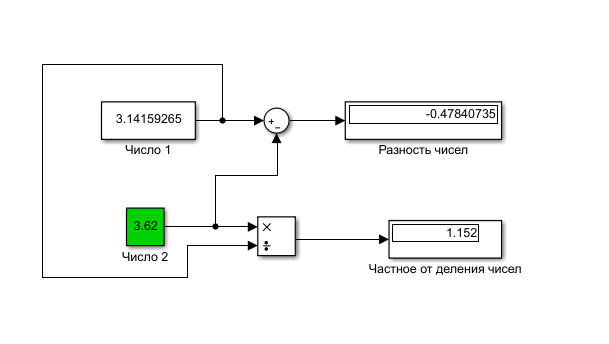 3.14159265
+
−
-0.47840735
Число 1
Разность чисел
3.62
×
÷
1.152
Число 2
Частное от деления чисел